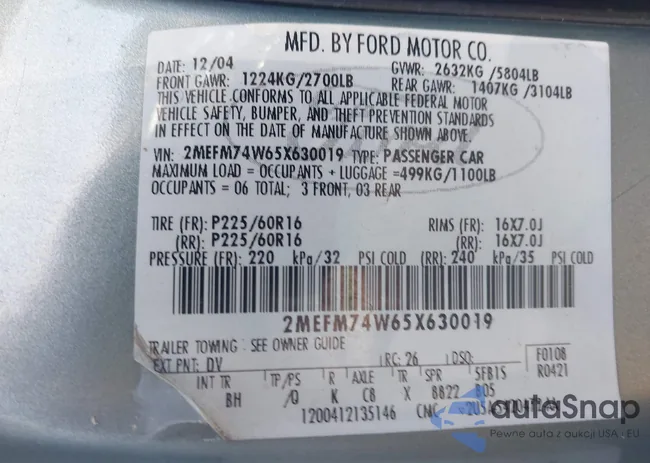 MFD. BY FORD MOTOR CO.
DATE: 12/04 GVWR: 2632KG /5804LB
FRONT GAWR: 1224KG/2700LB REAR GAWR: 1407KG /3104LB
THIS VEHICLE CONFORMS TO ALL APPLICABLE FEDERAL MOTOR
VEHICLE SAFETY, BUMPER, AND THEFT PREVENTION STANDARDS
IN EFFECT ON THE DATE OF MANUFACTURE SHOWN ABOVE.
VIN: 2MEFM74W65X630019 TYPE: PASSENGER CAR
MAXIMUM LOAD = OCCUPANTS + LUGGAGE =499KG/1100LB
OCCUPANTS = 06 TOTAL; 3 FRONT, 03 REAR
TIRE (FR): P225/60R16 RIMS (FR): 16X7.0J
(RR): P225/60R16 (RR): 16X7.0J
PRESSURE (FR): 220 kPa/32 PSI COLD (RR): 240 kPa/35 PSI COLD
2MEFM74W65X630019
TRAILER TOWING - SEE OWNER GUIDE
EXT PNT: DV RC: 26 DSO: F0108
R0421
INT TR TP/PS R AXLE TR SPR 5FB15
BH /Q K C8 X 8822 805
1200412135146 CMC
autaSnap
Pewne auto z aukcji USA - EU